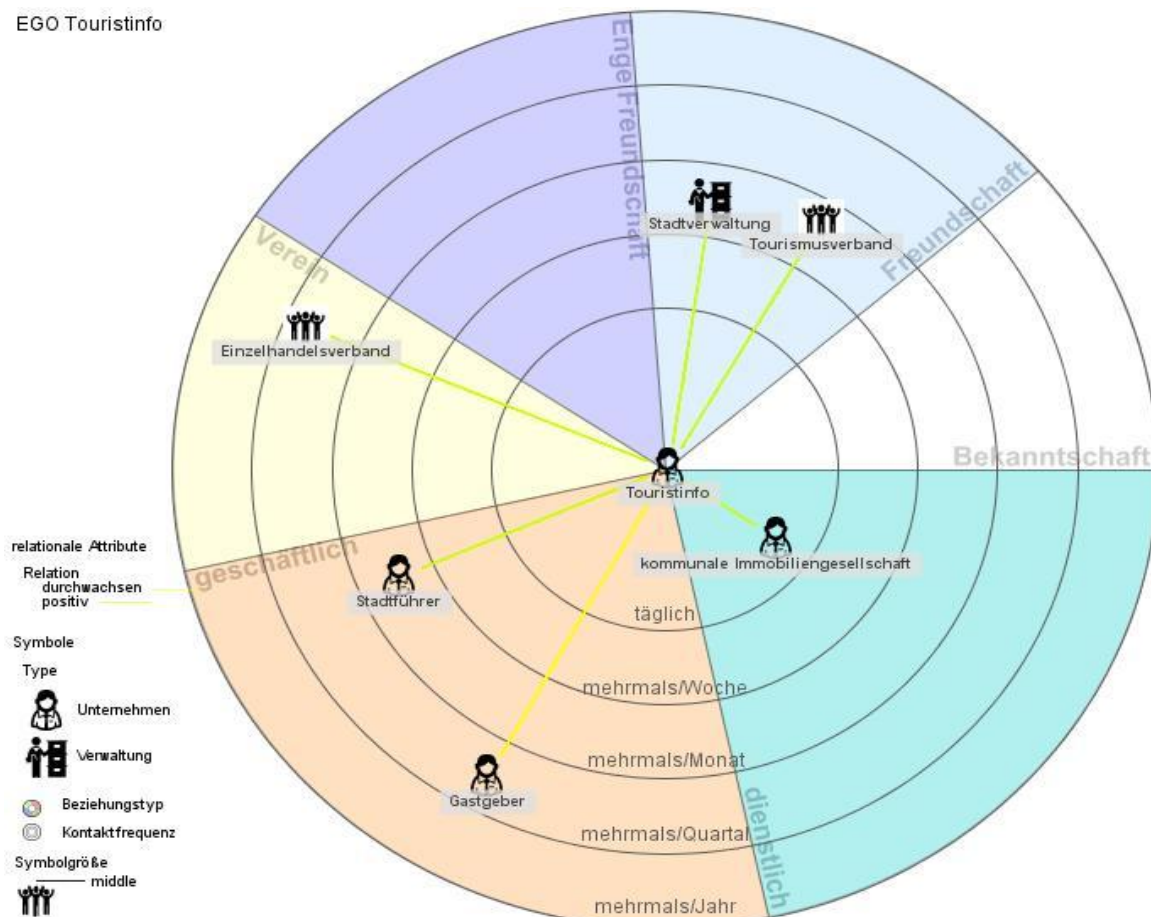 EGO Touristinfo
Enge Freundschaft
Freundschaft
Verein
Bekanntschaft
geschäftlich
dienstlich
Stadtverwaltung
Tourismusverband
Einzelhandelsverband
Touristinfo
kommunale Immobiliengesellschaft
Stadtführer
Gastgeber
täglich
mehrmals/Woche
mehrmals/Monat
mehrmals/Quartal
mehrmals/Jahr
relationale Attribute
Relation
durchwachsen
positiv
Symbole
Type
Unternehmen
Verwaltung
Beziehungstyp
Kontaktfrequenz
Symbolgröße
middle